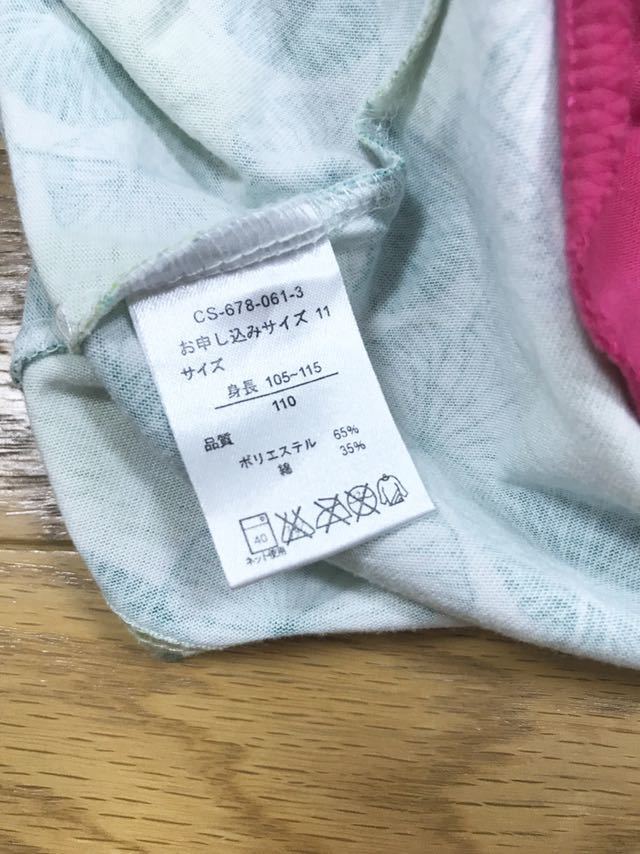 CS-678-061-3
お申し込みサイズ 11
サイズ
身長 105~115
110
品質
ポリエステル 65%
綿 35%
40
ネット使用